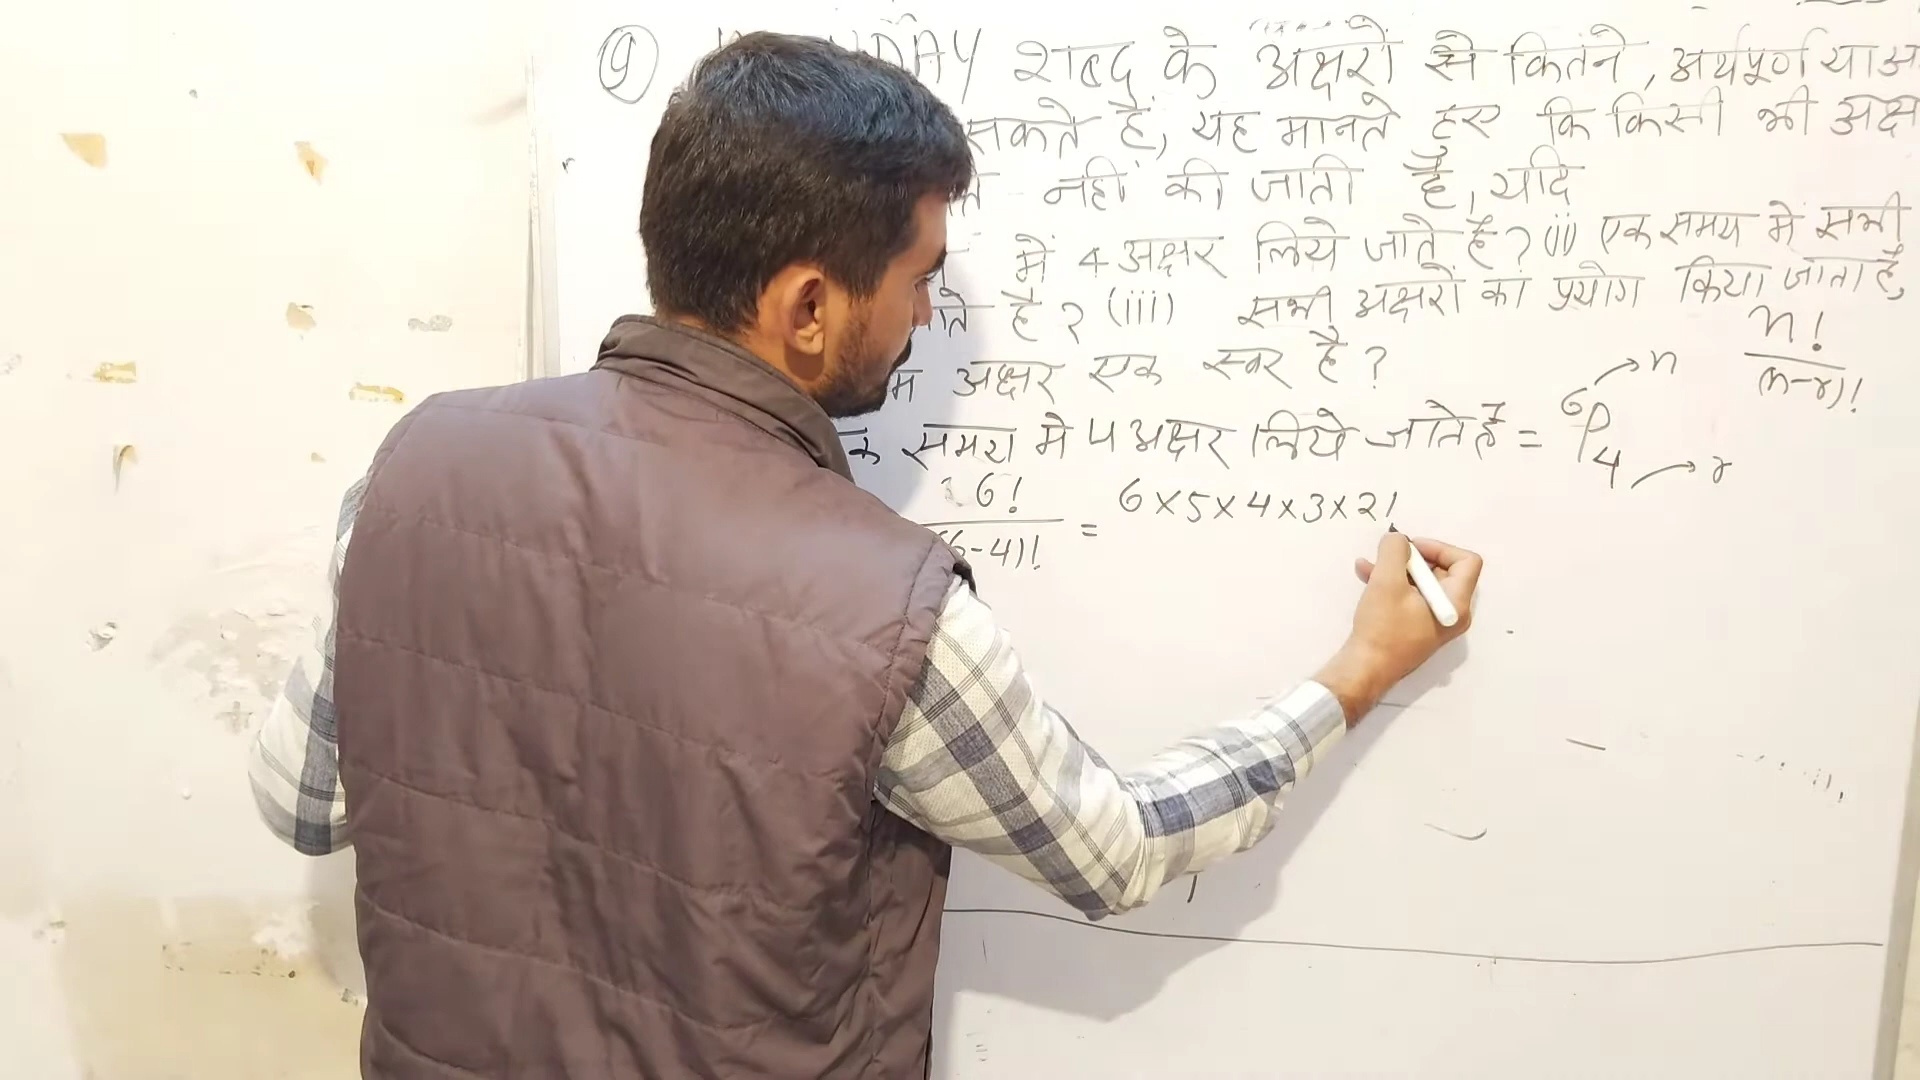 9 DAY शब्द के अक्षरों से कितने, अर्थपूर्ण या
सकते हैं, यह मानते हुए कि किसी भी अक्ष
नहीं की जाती है, यदि
में 4 अक्षर लिये जाते है? (ii) एक समय में सभी
है? (iii) सभी अक्षरों का प्रयोग किया जाता है,
अक्षर एक स्वर है?
n!
(n-r)!
समय मे 4 अक्षर लिये जाते है = ⁶P₄ → n → r
6! / (6-4)! = 6×5×4×3×2!